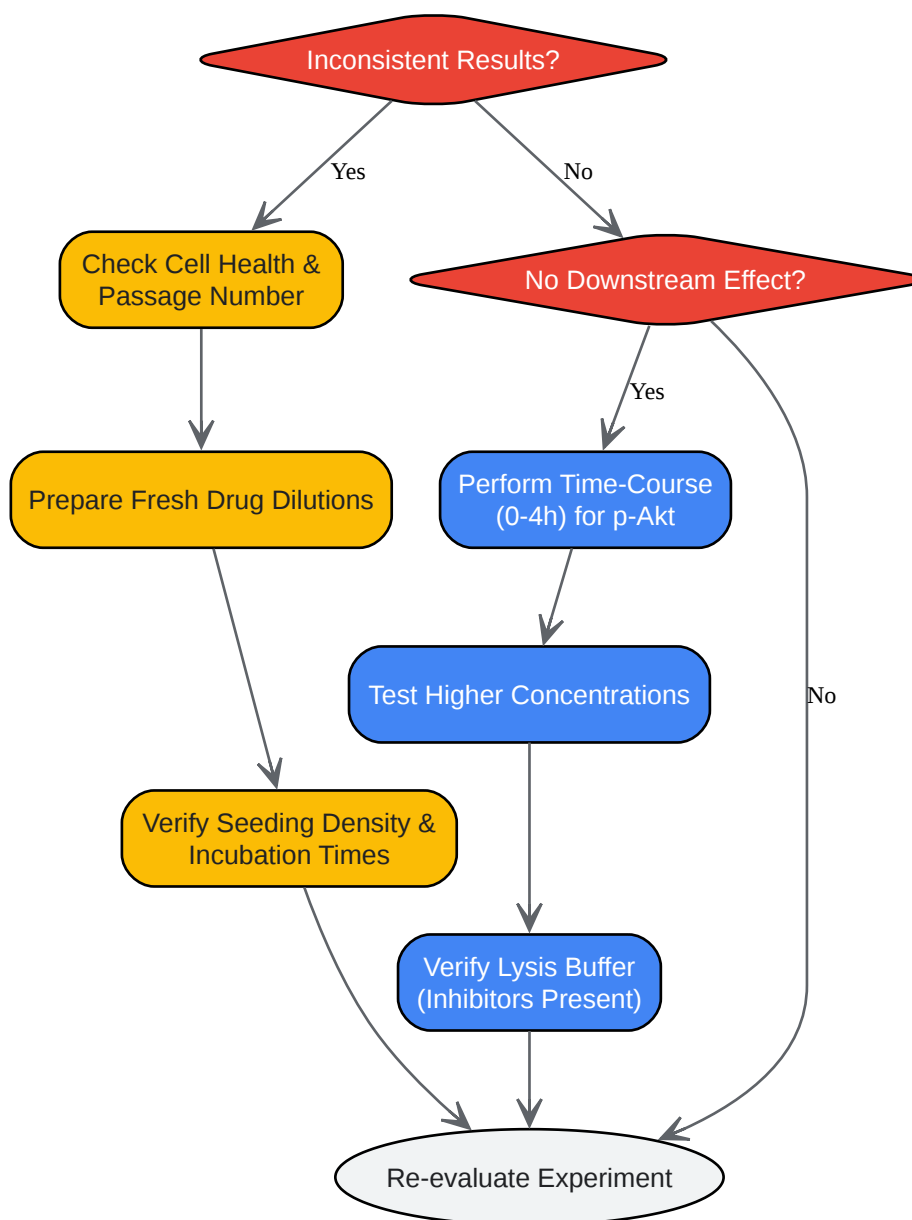 Inconsistent Results?
Yes
No
Check Cell Health &
Passage Number
No Downstream Effect?
Yes
Prepare Fresh Drug Dilutions
Perform Time-Course
(0-4h) for p-Akt
Test Higher Concentrations
No
Verify Seeding Density &
Incubation Times
Verify Lysis Buffer
(Inhibitors Present)
Re-evaluate Experiment